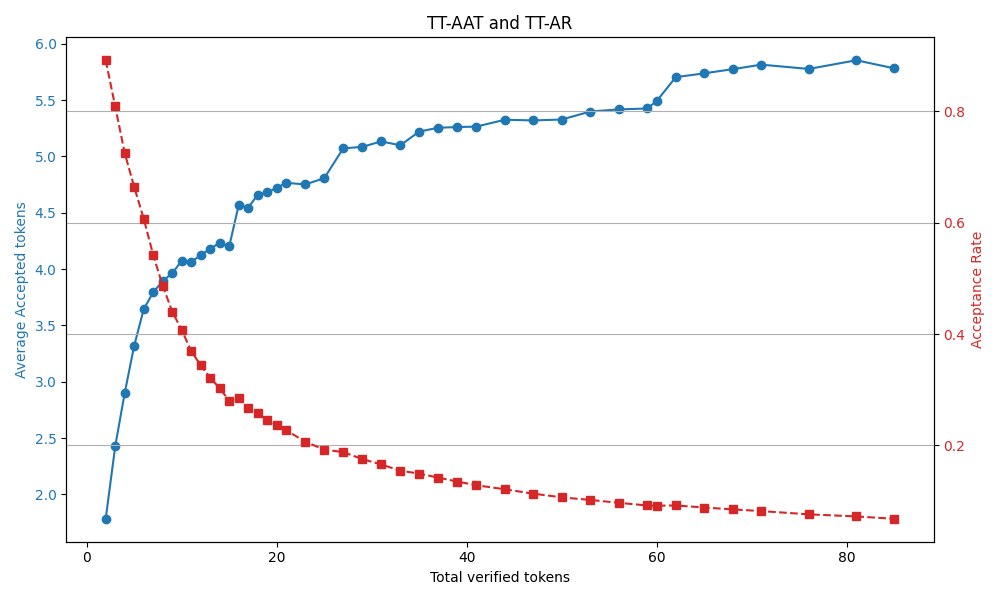 TT-AAT and TT-AR
Average Accepted tokens
6.0
5.5
5.0
4.5
4.0
3.5
3.0
2.5
2.0
0.8
0.6
0.4
0.2
Acceptance Rate
0 20 40 60 80
Total verified tokens